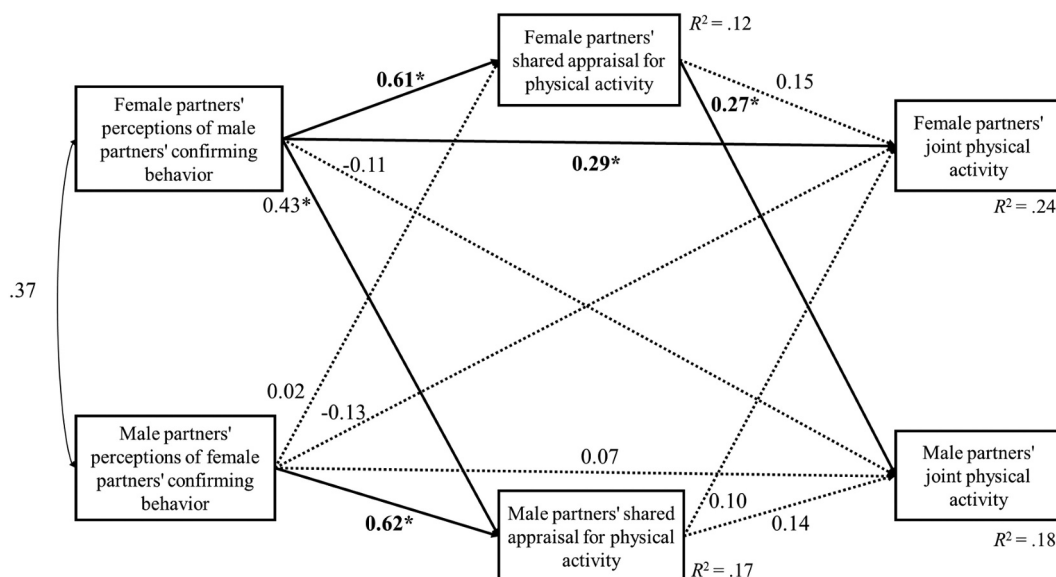 Female partners'
shared appraisal for
physical activity
R² = .12
0.61*
0.15
0.27*
Female partners'
perceptions of male
partners' confirming
behavior
Female partners'
joint physical
activity
-0.11
0.29*
0.43*
R² = .24
.37
0.02
-0.13
Male partners'
perceptions of female
partners' confirming
behavior
0.07
Male partners'
joint physical
activity
0.62*
0.10
0.14
Male partners' shared
appraisal for physical
activity
R² = .18
R² = .17